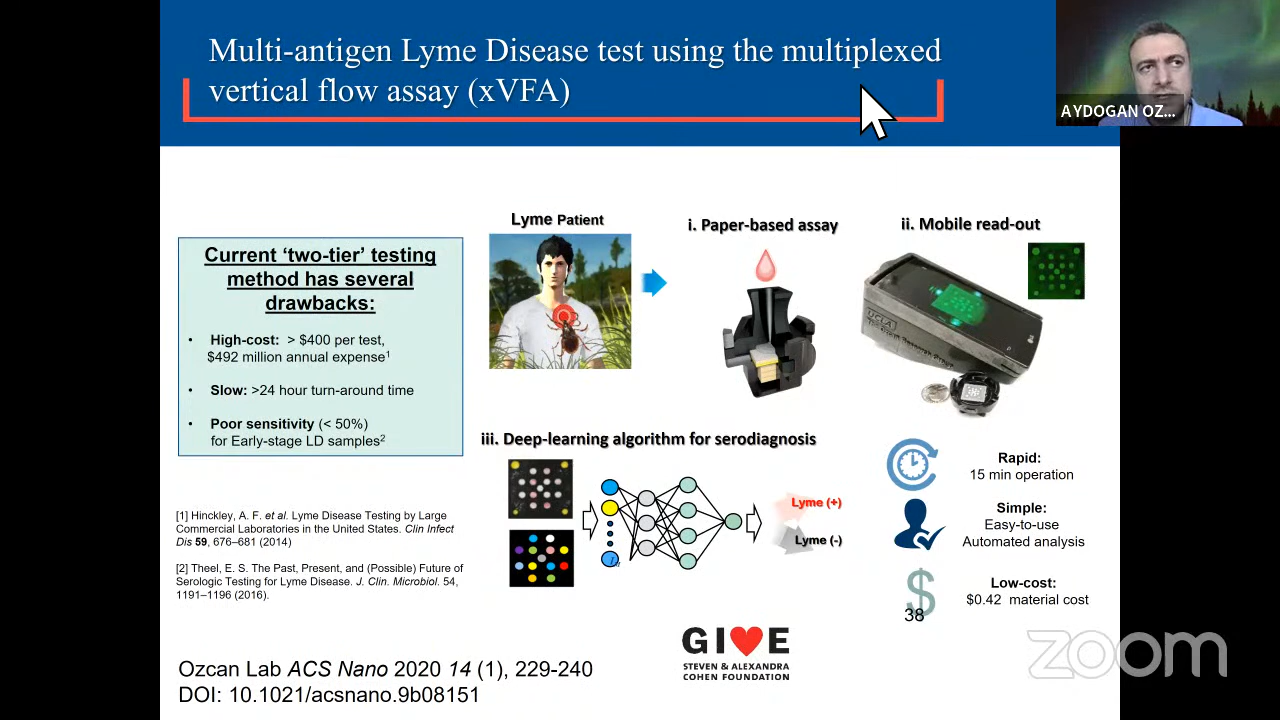 Multi-antigen Lyme Disease test using the multiplexed
vertical flow assay (xVFA)
AYDOGAN OZ...
Current ‘two-tier’ testing
method has several
drawbacks:
• High-cost: > $400 per test,
$492 million annual expense1
• Slow: >24 hour turn-around time
• Poor sensitivity (< 50%)
for Early-stage LD samples2
[1] Hinckley, A. F. et al. Lyme Disease Testing by Large
Commercial Laboratories in the United States. Clin Infect
Dis 59, 676–681 (2014)
[2] Theel, E. S. The Past, Present, and (Possible) Future of
Serologic Testing for Lyme Disease. J. Clin. Microbiol. 54,
1191–1196 (2016).
Lyme Patient
i. Paper-based assay
ii. Mobile read-out
UCLA
iii. Deep-learning algorithm for serodiagnosis
Lyme (+)
Lyme (-)
Rapid:
15 min operation
Simple:
Easy-to-use
Automated analysis
$
Low-cost:
$0.42 material cost
38
GIVE
STEVEN & ALEXANDRA
COHEN FOUNDATION
Ozcan Lab ACS Nano 2020 14 (1), 229-240
DOI: 10.1021/acsnano.9b08151
zoom